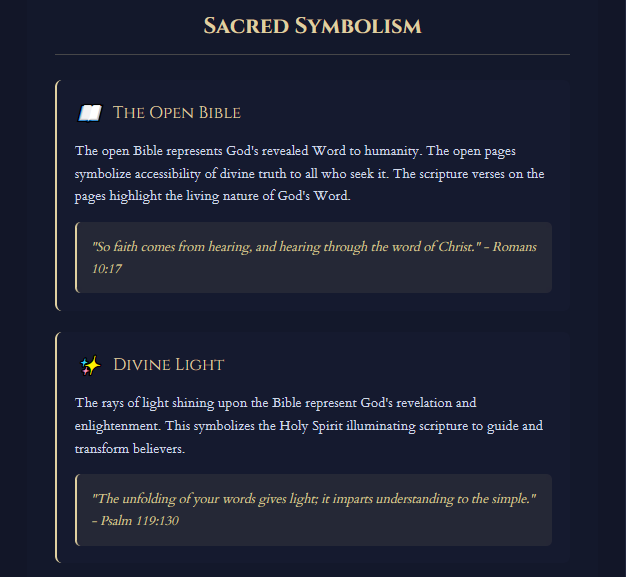 Sacred Symbolism
The Open Bible
The open Bible represents God's revealed Word to humanity. The open pages
symbolize accessibility of divine truth to all who seek it. The scripture verses on the
pages highlight the living nature of God's Word.
"So faith comes from hearing, and hearing through the word of Christ." - Romans
10:17
Divine Light
The rays of light shining upon the Bible represent God's revelation and
enlightenment. This symbolizes the Holy Spirit illuminating scripture to guide and
transform believers.
"The unfolding of your words gives light; it imparts understanding to the simple."
- Psalm 119:130